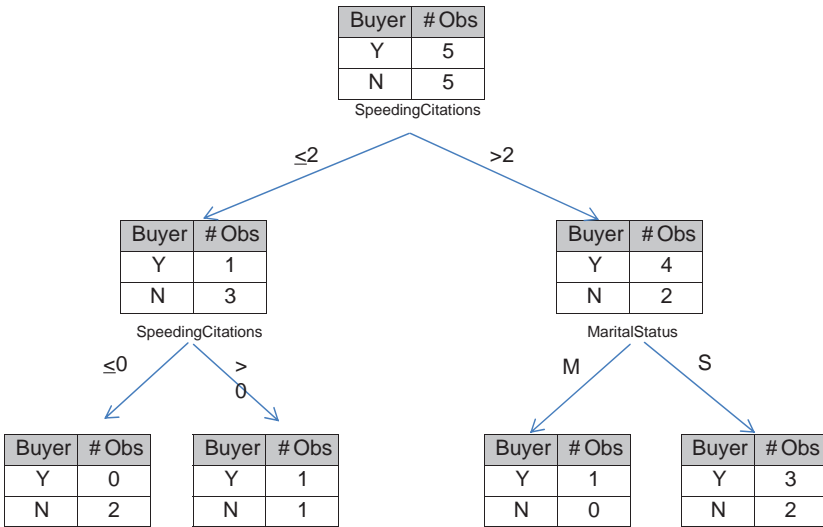 Buyer # Obs
Y 5
N 5
SpeedingCitations
≤2 >2
Buyer # Obs
Y 1
N 3
SpeedingCitations
Buyer # Obs
Y 4
N 2
MaritalStatus
≤0
>
0
M
S
Buyer # Obs
Y 0
N 2
Buyer # Obs
Y 1
N 1
Buyer # Obs
Y 1
N 0
Buyer # Obs
Y 3
N 2